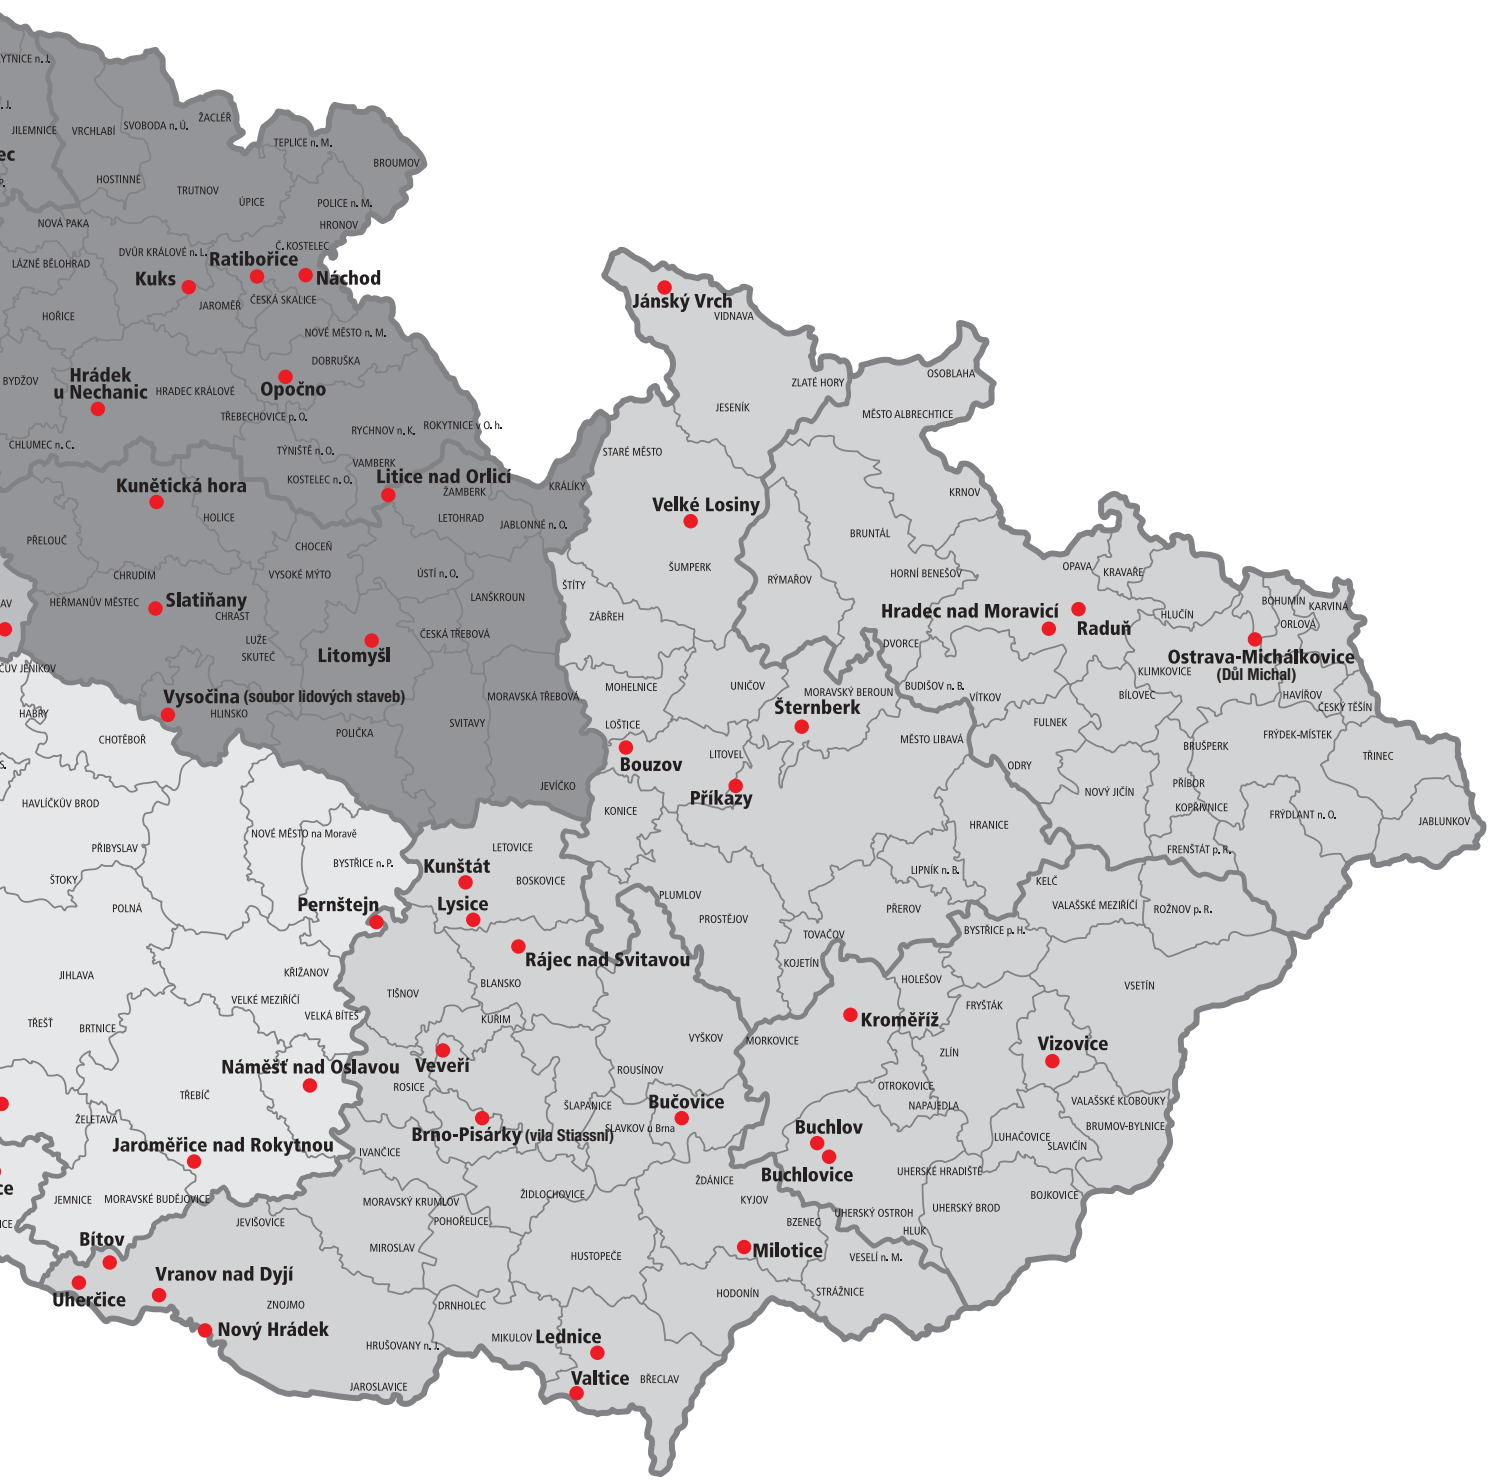 YTNICE n. J.
. J.
JILEMNICE
VRCHLABÍ
SVOBODA n. Ú.
ŽACLÉŘ
ec
P.
TEPLICE n. M.
BROUMOV
HOSTINNÉ
TRUTNOV
ÚPICE
POLICE n. M.
HRONOV
NOVÁ PAKA
Č. KOSTELEC
DVŮR KRÁLOVÉ n. L.
LÁZNĚ BĚLOHRAD
Ratibořice
Kuks
Náchod
JAROMĚŘ
ČESKÁ SKALICE
HOŘICE
NOVÉ MĚSTO n. M.
DOBRUŠKA
BYDŽOV
Hrádek
u Nechanic
HRADEC KRÁLOVÉ
Opočno
TŘEBECHOVICE p. O.
RYCHNOV n. K.
ROKYTNICE v O. h.
CHLUMEC n. C.
TÝNIŠTĚ n. O.
VAMBERK
KOSTELEC n. O.
Litice nad Orlicí
ŽAMBERK
KRÁLÍKY
Kunětická hora
HOLICE
LETOHRAD
JABLONNÉ n. O.
PŘELOUČ
CHOCEŇ
CHRUDIM
VYSOKÉ MÝTO
ÚSTÍ n. O.
AV
HEŘMANŮV MĚSTEC
Slatiňany
CHRAST
LANŠKROUN
LUŽE
SKUTEČ
Litomyšl
ČESKÁ TŘEBOVÁ
ČŮV JENÍKOV
Vysočina (soubor lidových staveb)
MORAVSKÁ TŘEBOVÁ
HABRY
HLINSKO
SVITAVY
CHOTĚBOŘ
POLIČKA
S.
JEVÍČKO
Jánský Vrch
VIDNAVA
ZLATÉ HORY
OSOBLAHA
JESENÍK
MĚSTO ALBRECHTICE
STARÉ MĚSTO
KRNOV
Velké Losiny
BRUNTÁL
ŠUMPERK
RÝMAŘOV
HORNÍ BENEŠOV
OPAVA
KRAVAŘE
ŠTÍTY
ZÁBŘEH
Hradec nad Moravicí
Raduň
HLUČÍN
BOHUMÍN
KARVINA
ORLOVÁ
DVORCE
Ostrava-Michálkovice
(Důl Michal)
KLIMKOVICE
MOHELNICE
UNIČOV
MORAVSKÝ BEROUN
BUDIŠOV n. B.
VÍTKOV
BÍLOVEC
HAVÍŘOV
ČESKÝ TĚŠÍN
Šternberk
LOŠTICE
FULNEK
MĚSTO LIBAVÁ
FRÝDEK-MÍSTEK
BRUŠPERK
TŘINEC
Bouzov
LITOVEL
ODRY
NOVÝ JIČÍN
PŘÍBOR
Příkazy
KOPŘIVNICE
KONICE
HRANICE
FRÝDLANT n. O.
JABLUNKOV
FRENŠTÁT p. R.
HAVLÍČKŮV BROD
NOVÉ MĚSTO na Moravě
PŘIBYSLAV
BYSTŘICE n. P.
LETOVICE
Kunštát
BOSKOVICE
ŠTOKY
POLNÁ
Pernštejn
Lysice
PLUMLOV
PROSTĚJOV
LIPNÍK n. B.
PŘEROV
KELČ
VALAŠSKÉ MEZIŘÍČÍ
ROŽNOV p. R.
TOVAČOV
BYSTŘICE p. H.
Rájec nad Svitavou
KOJETÍN
JIHLAVA
KŘIŽANOV
BLANSKO
HOLEŠOV
VSETÍN
TIŠNOV
VELKÉ MEZIŘÍČÍ
VELKÁ BÍTEŠ
KUŘIM
FRYŠTÁK
Kroměříž
TŘEŠŤ
BRTNICE
VYŠKOV
MORKOVICE
ZLÍN
Vizovice
Náměšť nad Oslavou
Veveří
ROUSÍNOV
ROSICE
OTROKOVICE
TŘEBÍČ
ŠLAPANICE
Bučovice
NAPAJEDLA
VALAŠSKÉ KLOBOUKY
ŽELETAVA
SLAVKOV u Brna
BRUMOV-BYLNICE
Jaroměřice nad Rokytnou
Brno-Pisárky (vila Stiassni)
Buchlov
LUHAČOVICE
SLAVIČÍN
IVANČICE
Buchlovice
ce
ŽDÁNICE
UHERSKÉ HRADIŠTĚ
JEMNICE
MORAVSKÉ BUDĚJOVICE
MORAVSKÝ KRUMLOV
ŽIDLOCHOVICE
KYJOV
BOJKOVICE
ICE
JEVIŠOVICE
POHOŘELICE
UHERSKÝ OSTROH
UHERSKÝ BROD
BZENEC
HLUK
Bítov
MIROSLAV
HUSTOPEČE
Milotice
VESELÍ n. M.
Vranov nad Dyjí
Uherčice
HODONÍN
STRÁŽNICE
ZNOJMO
DRNHOLEC
Nový Hrádek
HRUŠOVANY n. J.
MIKULOV
Lednice
Valtice
BŘECLAV
JAROSLAVICE